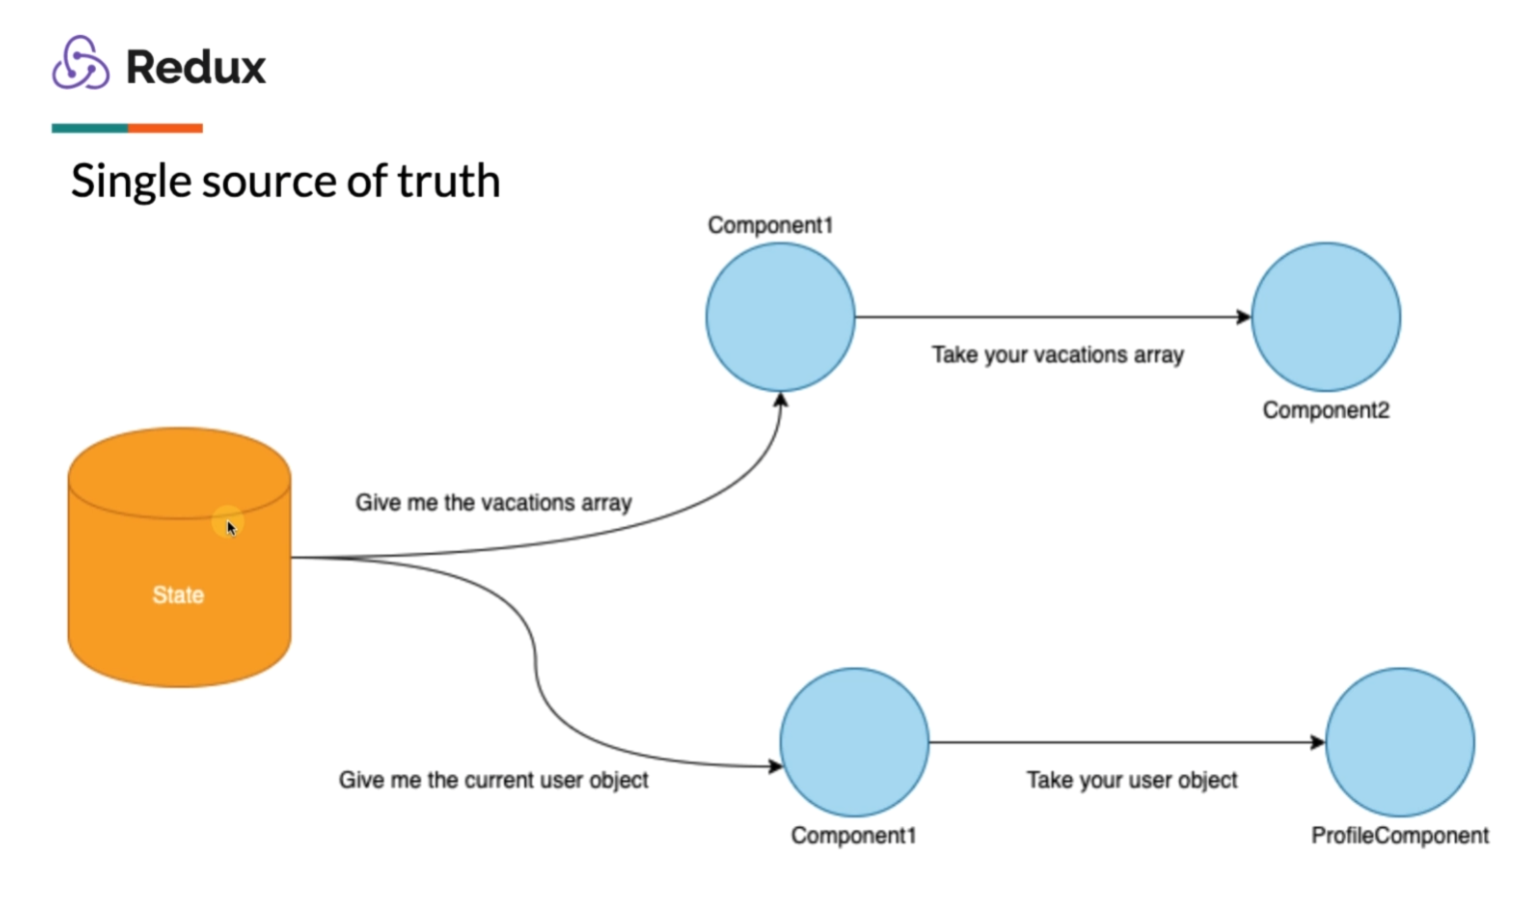 Redux
Single source of truth
Component1
Take your vacations array
Component2
Give me the vacations array
State
Give me the current user object
Take your user object
Component1
ProfileComponent